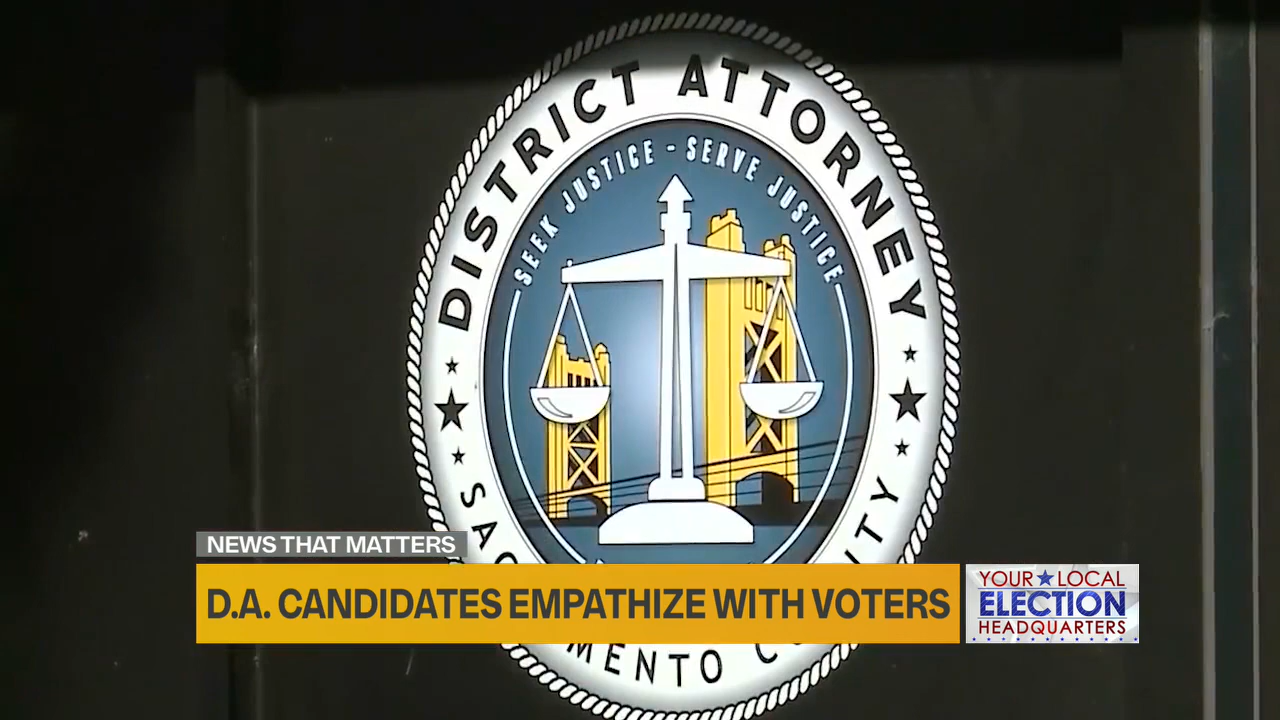 DISTRICT ATTORNEY
SEEK JUSTICE - SERVE JUSTICE
NEWS THAT MATTERS
D.A. CANDIDATES EMPATHIZE WITH VOTERS
YOUR LOCAL
ELECTION
HEADQUARTERS